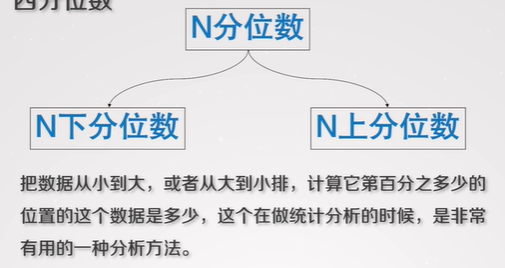 四分位数
N分位数
N下分位数
N上分位数
把数据从小到大，或者从大到小排，计算它第百分之多少的
位置的这个数据是多少，这个在做统计分析的时候，是非常
有用的一种分析方法。